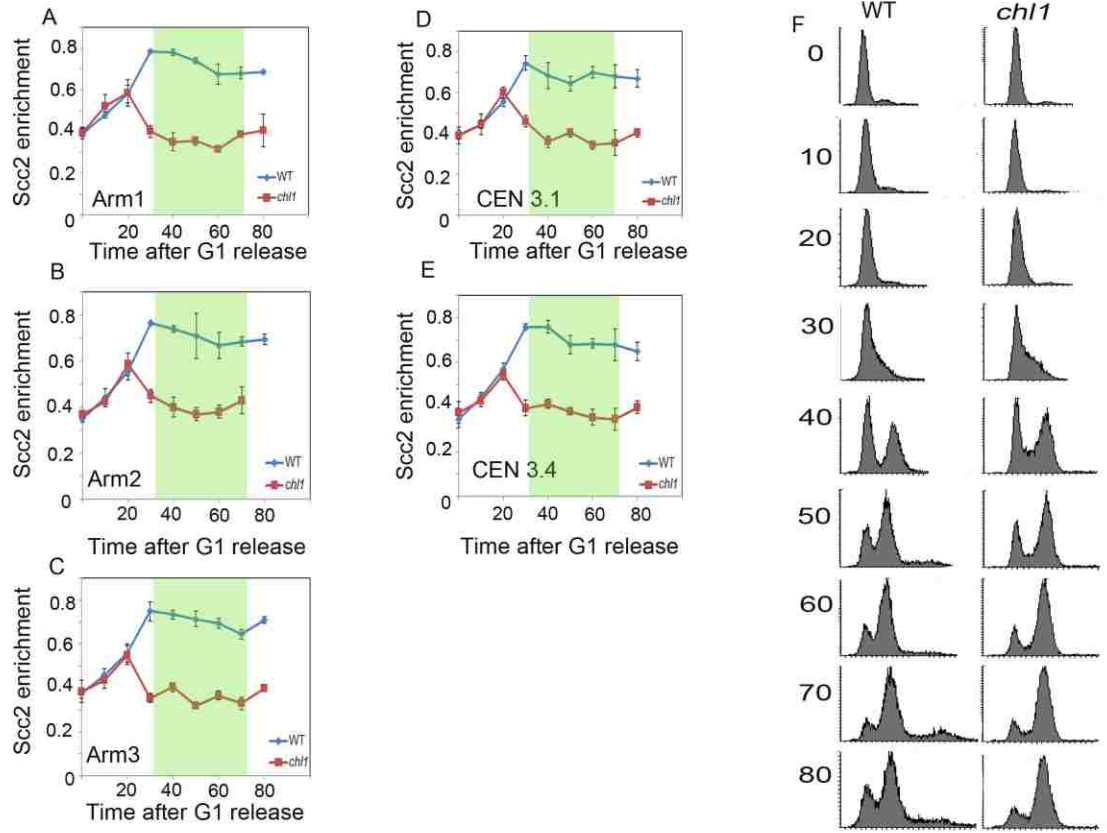 A
0.8
0.6
0.4
0.2
0
Scc2 enrichment
Arm1
WT
chl1
20 40 60 80
Time after G1 release
B
0.8
0.6
0.4
0.2
0
Scc2 enrichment
Arm2
WT
chl1
20 40 60 80
Time after G1 release
C
0.8
0.6
0.4
0.2
0
Scc2 enrichment
Arm3
WT
chl1
20 40 60 80
Time after G1 release
D
0.8
0.6
0.4
0.2
0
Scc2 enrichment
CEN 3.1
WT
chl1
20 40 60 80
Time after G1 release
E
0.8
0.6
0.4
0.2
0
Scc2 enrichment
CEN 3.4
WT
chl1
20 40 60 80
Time after G1 release
F
WT chl1
0
10
20
30
40
50
60
70
80